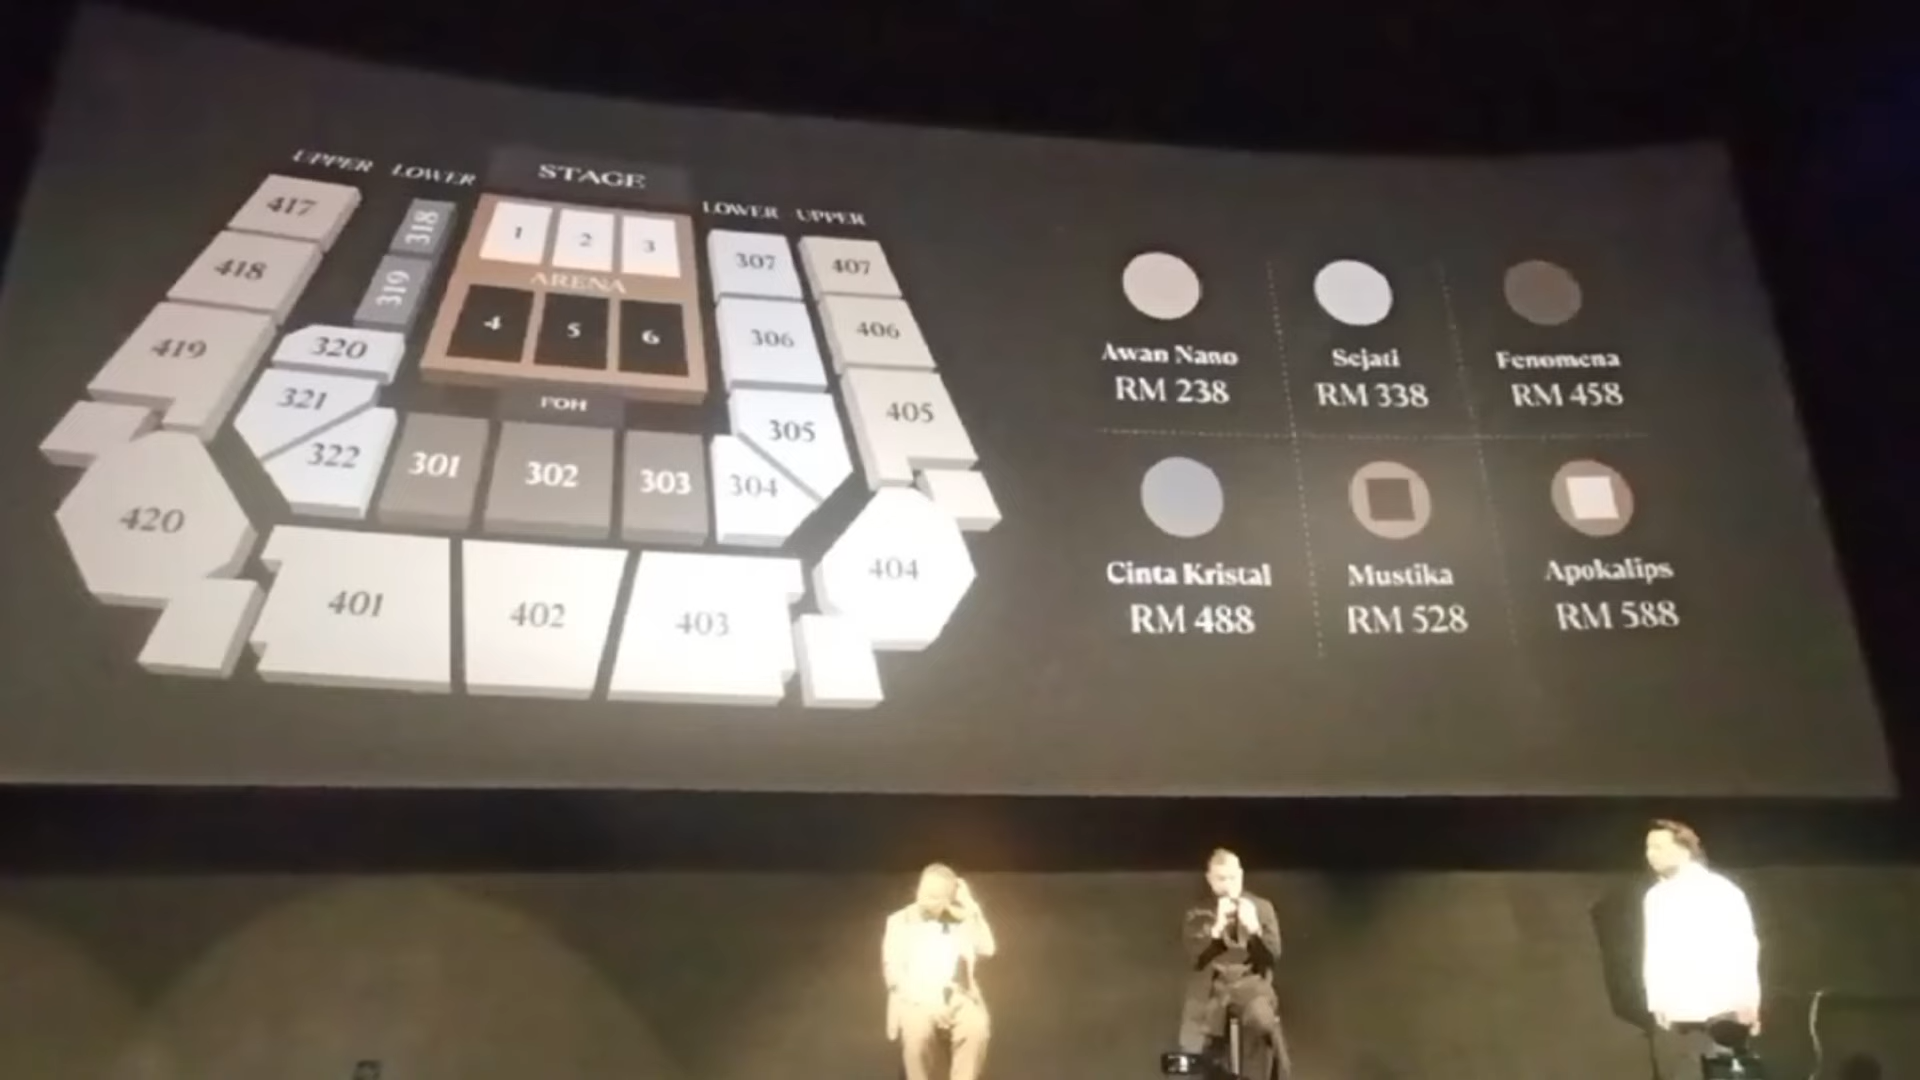 UPPER LOWER
STAGE
LOWER UPPER
417
318
1
2
3
307
407
418
319
ARENA
306
406
419
320
4
5
6
321
FOH
305
405
322
301
302
303
304
420
404
401
402
403
Awan Nano
RM 238
Sejati
RM 338
Fenomena
RM 458
Cinta Kristal
RM 488
Mustika
RM 528
Apokalips
RM 588